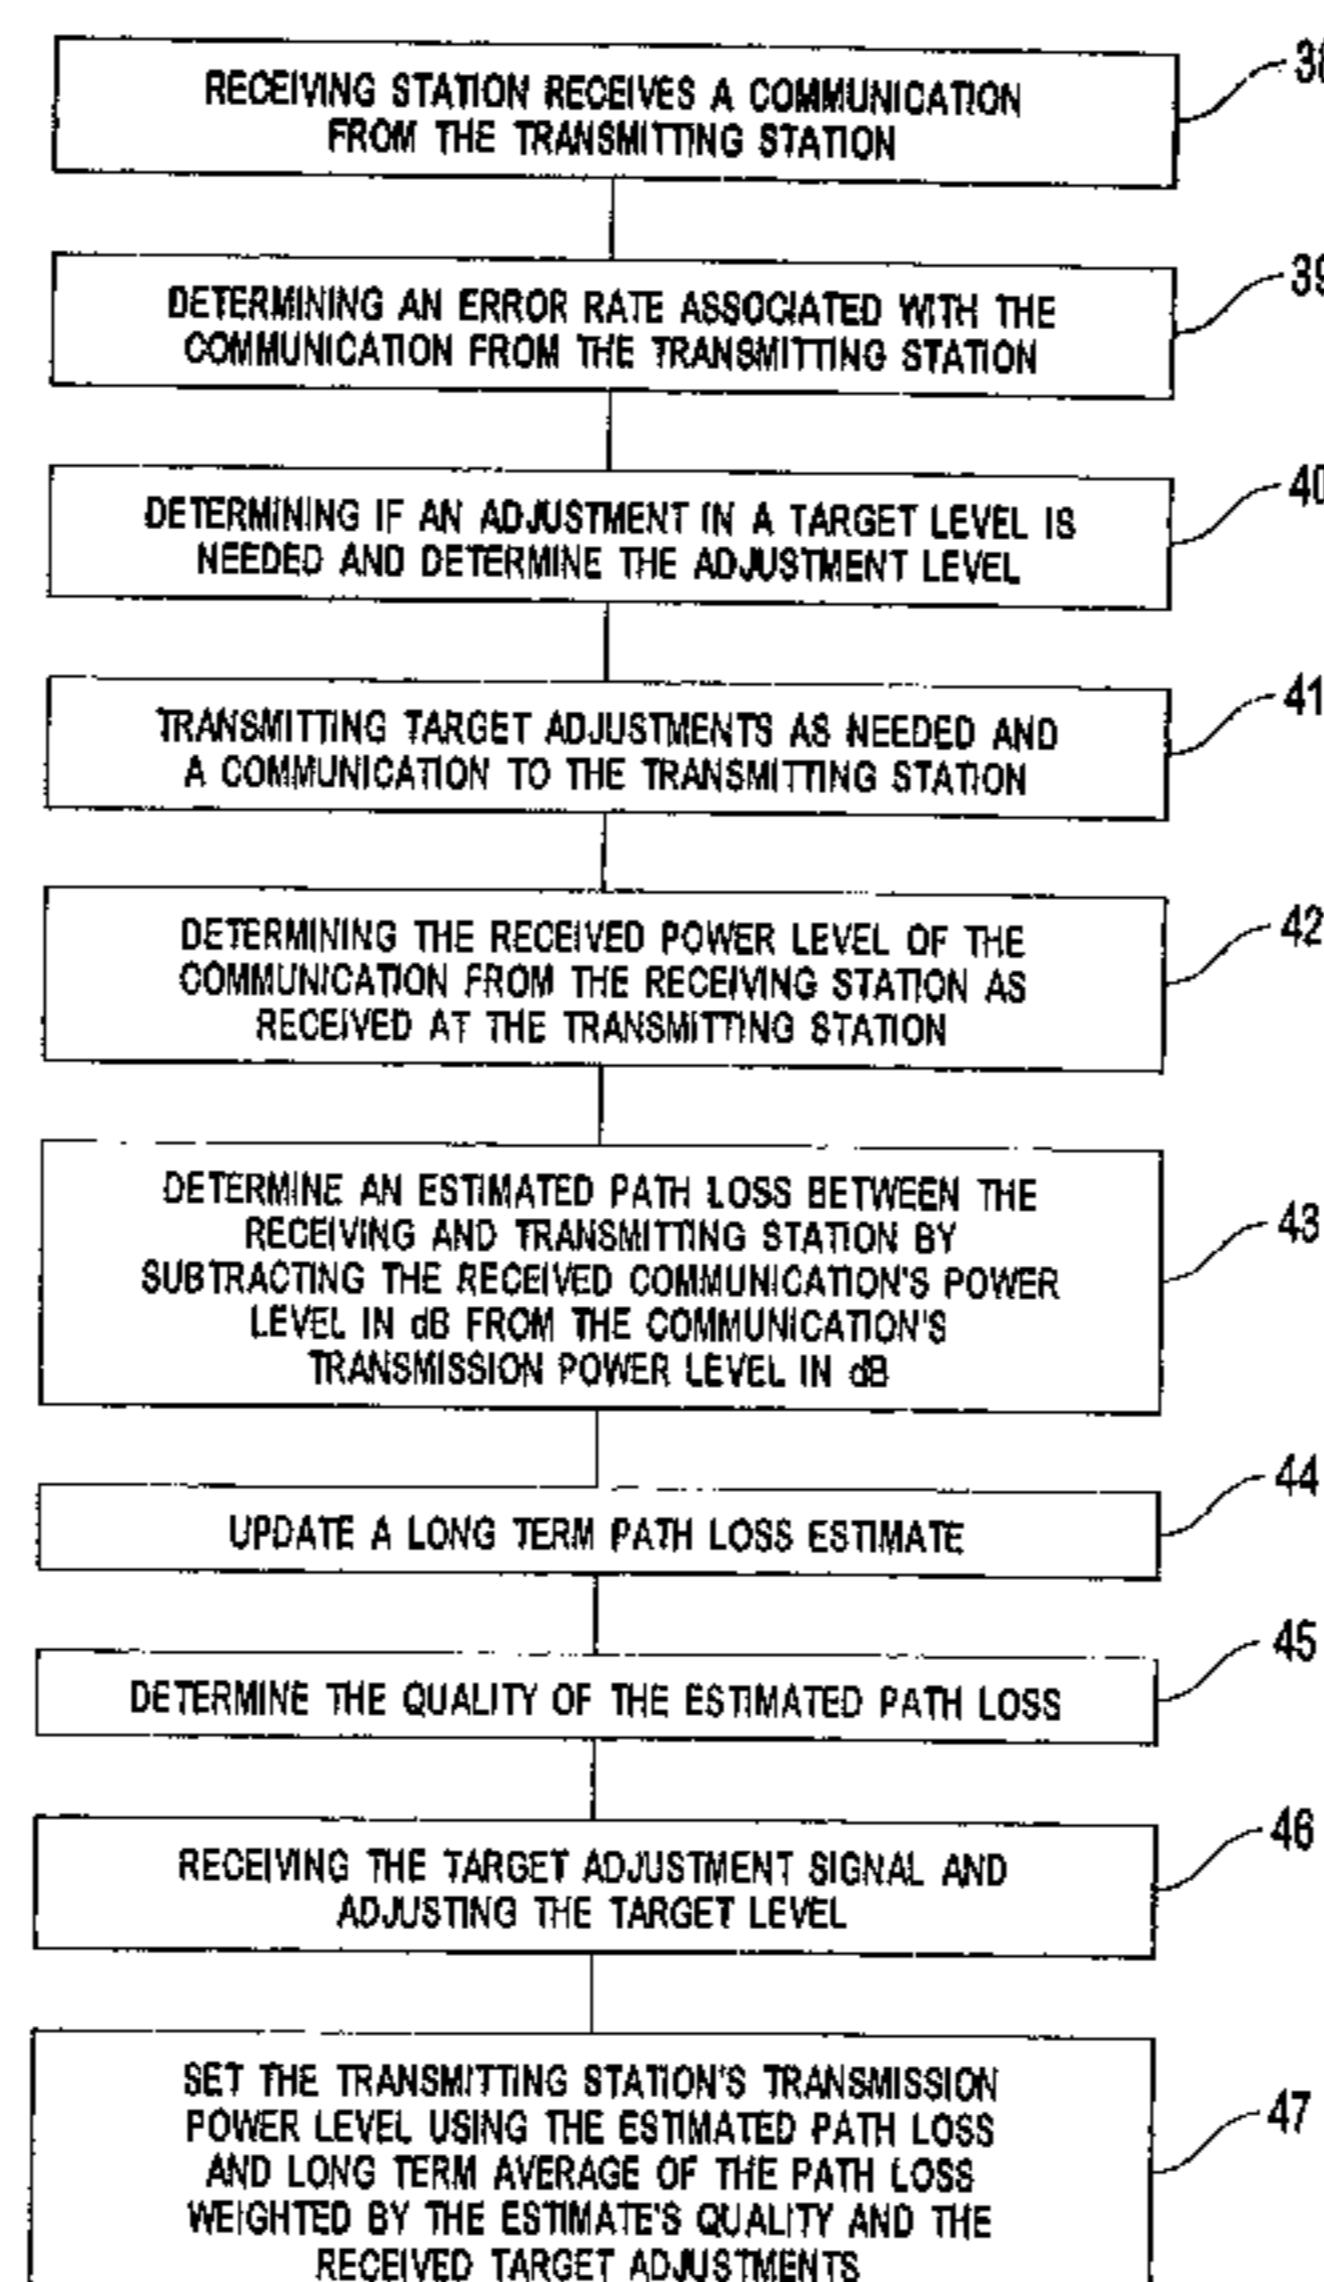 RECEIVING STATION RECEIVES A COMMUNICATION
FROM THE TRANSMITTING STATION
38
DETERMINING AN ERROR RATE ASSOCIATED WITH THE
COMMUNICATION FROM THE TRANSMITTING STATION
39
DETERMINING IF AN ADJUSTMENT IN A TARGET LEVEL IS
NEEDED AND DETERMINE THE ADJUSTMENT LEVEL
40
TRANSMITTING TARGET ADJUSTMENTS AS NEEDED AND
A COMMUNICATION TO THE TRANSMITTING STATION
41
DETERMINING THE RECEIVED POWER LEVEL OF THE
COMMUNICATION FROM THE RECEIVING STATION AS
RECEIVED AT THE TRANSMITTING STATION
42
DETERMINE AN ESTIMATED PATH LOSS BETWEEN THE
RECEIVING AND TRANSMITTING STATION BY
SUBTRACTING THE RECEIVED COMMUNICATION'S POWER
LEVEL IN dB FROM THE COMMUNICATION'S
TRANSMISSION POWER LEVEL IN dB
43
UPDATE A LONG TERM PATH LOSS ESTIMATE
44
DETERMINE THE QUALITY OF THE ESTIMATED PATH LOSS
45
RECEIVING THE TARGET ADJUSTMENT SIGNAL AND
ADJUSTING THE TARGET LEVEL
46
SET THE TRANSMITTING STATION'S TRANSMISSION
POWER LEVEL USING THE ESTIMATED PATH LOSS
AND LONG TERM AVERAGE OF THE PATH LOSS
WEIGHTED BY THE ESTIMATE'S QUALITY AND THE
RECEIVED TARGET ADJUSTMENTS
47